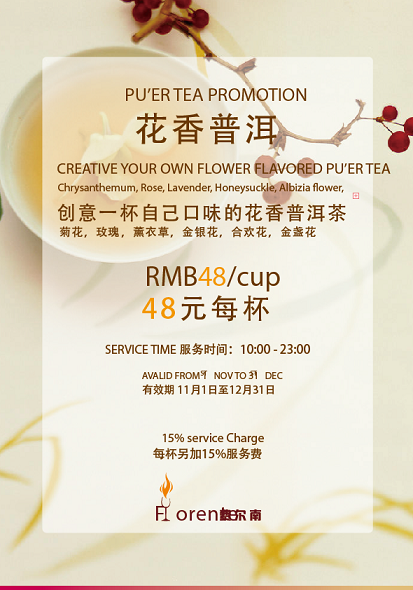 PU'ER TEA PROMOTION
花香普洱
CREATIVE YOUR OWN FLOWER FLAVORED PU'ER TEA
Chrysanthemum, Rose, Lavender, Honeysuckle, Albizia flower,
创意一杯自己口味的花香普洱茶
菊花，玫瑰，薰衣草，金银花，合欢花，金盏花
RMB48/cup
48元每杯
SERVICE TIME 服务时间：10:00 - 23:00
AVALID FROM NOV TO 31 DEC
有效期 11月1日至12月31日
15% service Charge
每杯另加15%服务费
尔南